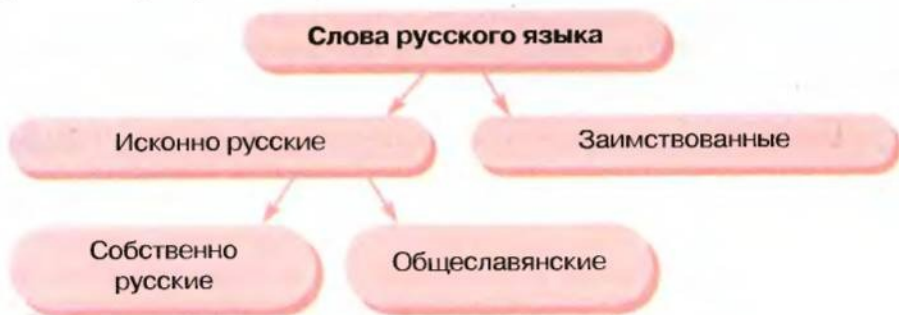 Слова русского языка
Исконно русские
Заимствованные
Собственно
русские
Общеславянские